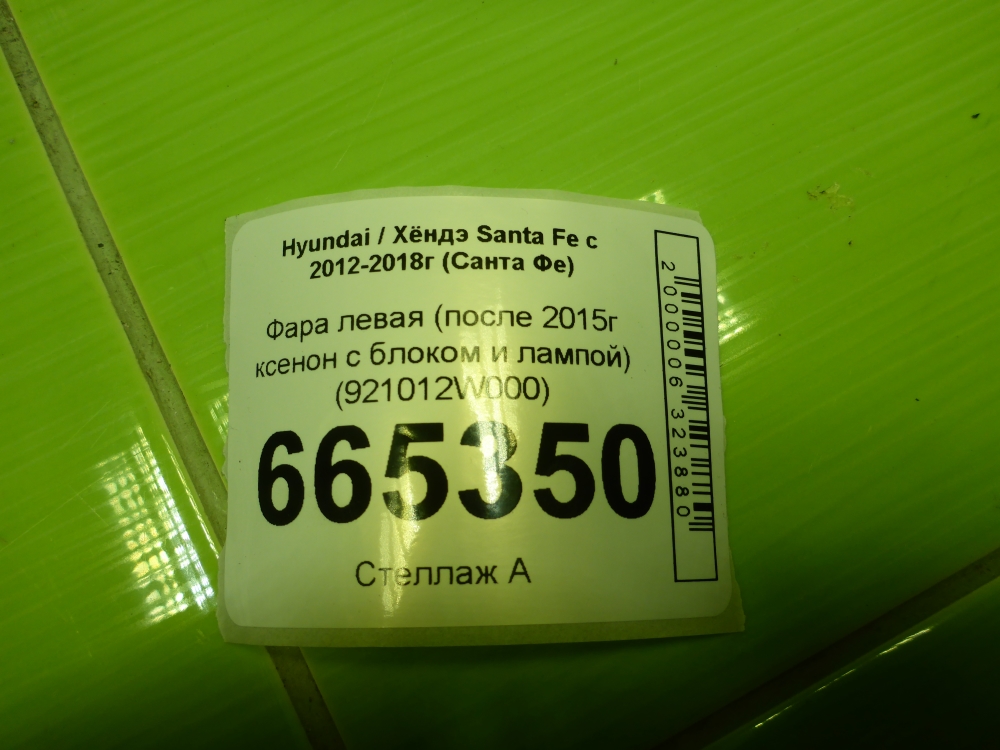 Hyundai / Хёндэ Santa Fe с
2012-2018г (Санта Фе)
Фара левая (после 2015г
ксенон с блоком и лампой)
(921012W000)
665350
Стеллаж А
2000006323880